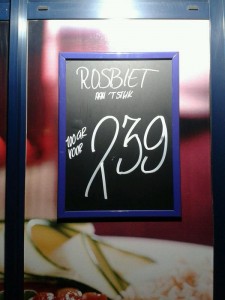 ROSBIET
AAN 'T STUK
100 GR
VOOR
239